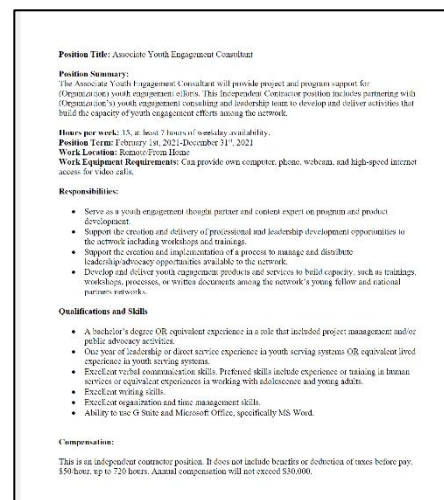 Position Title: Associate Youth Engagement Consultant
Position Summary:
The Associate Youth Engagement Consultant will provide project and program support for
(Organization) youth engagement efforts. This Independent Contractor position includes partnering with
(Organization's) youth engagement consulting and leadership team to develop and deliver activities that
build the capacity of youth engagement efforts among the network.
Hours per week: 15, at least 7 hours of weekday availability.
Position Term: February 1st, 2021-December 31st, 2021
Work Location: Remote/From Home
Work Equipment Requirements: Can provide own computer, phone, webcam, and high-speed internet
access for video calls.
Responsibilities:
• Serve as a youth engagement thought partner and content expert on program and product
development.
• Support the creation and delivery of professional and leadership development opportunities to
the network including workshops and trainings.
• Support the creation and implementation of a process to manage and distribute
leadership/advocacy opportunities available to the network.
• Develop and deliver youth engagement products and services to build capacity, such as trainings,
workshops, processes, or written documents among the network's young fellow and national
partners networks.
Qualifications and Skills
• A bachelor's degree OR equivalent experience in a role that included project management and/or
public advocacy activities.
• One year of leadership or direct service experience in youth serving systems OR equivalent lived
experience in youth serving systems.
• Excellent verbal communication skills. Preferred skills include experience or training in human
services or equivalent experiences in working with adolescence and young adults.
• Excellent writing skills.
• Excellent organization and time management skills.
• Ability to use G Suite and Microsoft Office, specifically MS Word.
Compensation:
This is an independent contractor position. It does not include benefits or deduction of taxes before pay.
$50/hour, up to 720 hours. Annual compensation will not exceed $30,000.